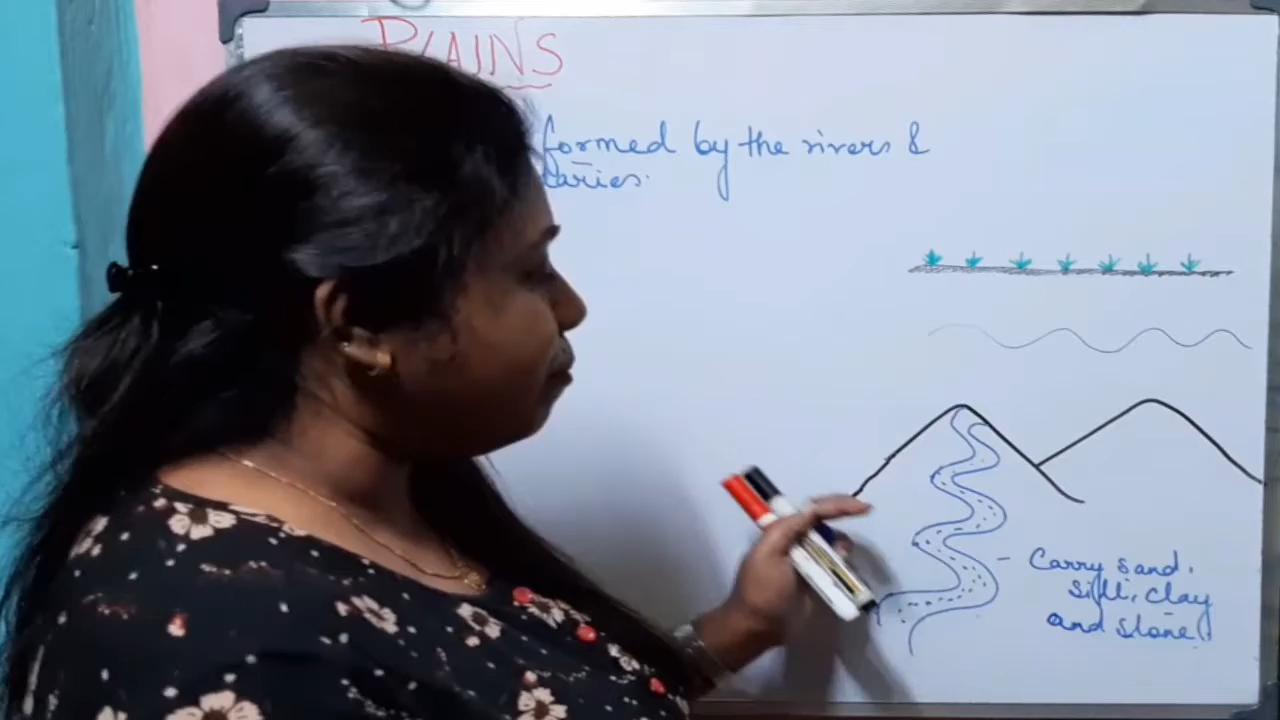 PLAINS
formed by the rivers &
Carry sand,
silt, clay
and stone.